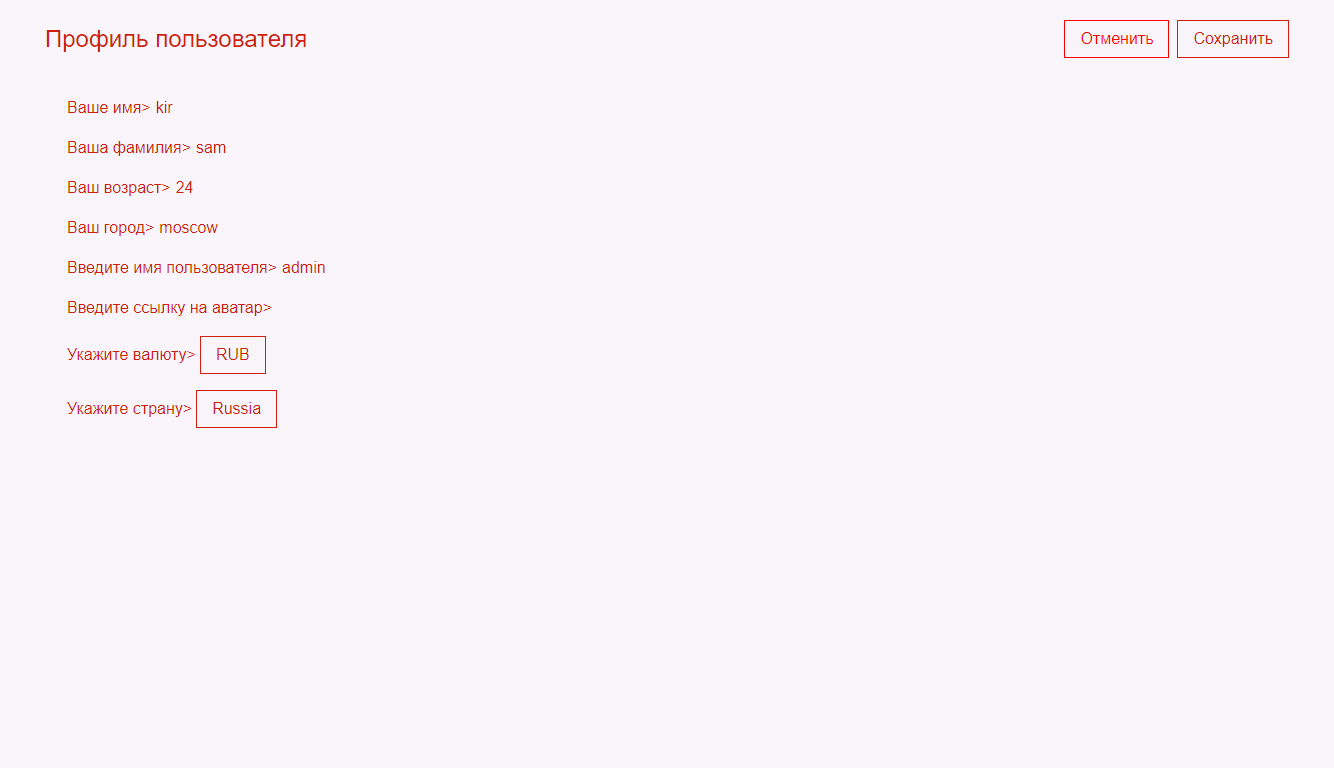 Профиль пользователя
Отменить
Сохранить
Ваше имя> kir
Ваша фамилия> sam
Ваш возраст> 24
Ваш город> moscow
Введите имя пользователя> admin
Введите ссылку на аватар>
Укажите валюту> RUB
Укажите страну> Russia